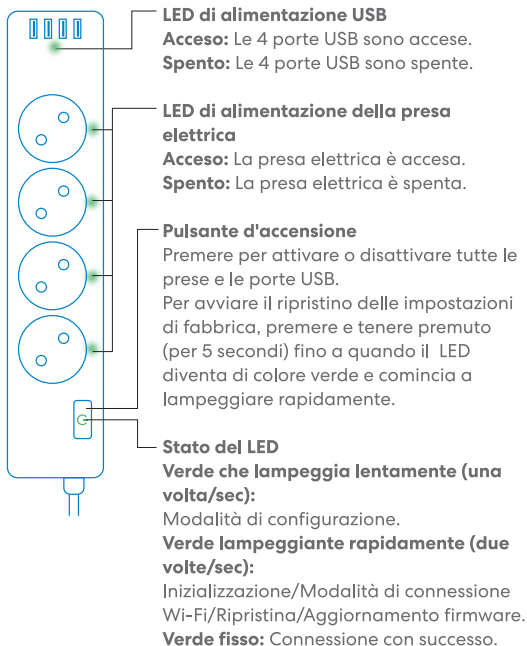 LED di alimentazione USB
Acceso: Le 4 porte USB sono accese.
Spento: Le 4 porte USB sono spente.
LED di alimentazione della presa
elettrica
Acceso: La presa elettrica è accesa.
Spento: La presa elettrica è spenta.
Pulsante d'accensione
Premere per attivare o disattivare tutte le
prese e le porte USB.
Per avviare il ripristino delle impostazioni
di fabbrica, premere e tenere premuto
(per 5 secondi) fino a quando il LED
diventa di colore verde e comincia a
lampeggiare rapidamente.
Stato del LED
Verde che lampeggia lentamente (una
volta/sec):
Modalità di configurazione.
Verde lampeggiante rapidamente (due
volte/sec):
Inizializzazione/Modalità di connessione
Wi-Fi/Ripristina/Aggiornamento firmware.
Verde fisso: Connessione con successo.